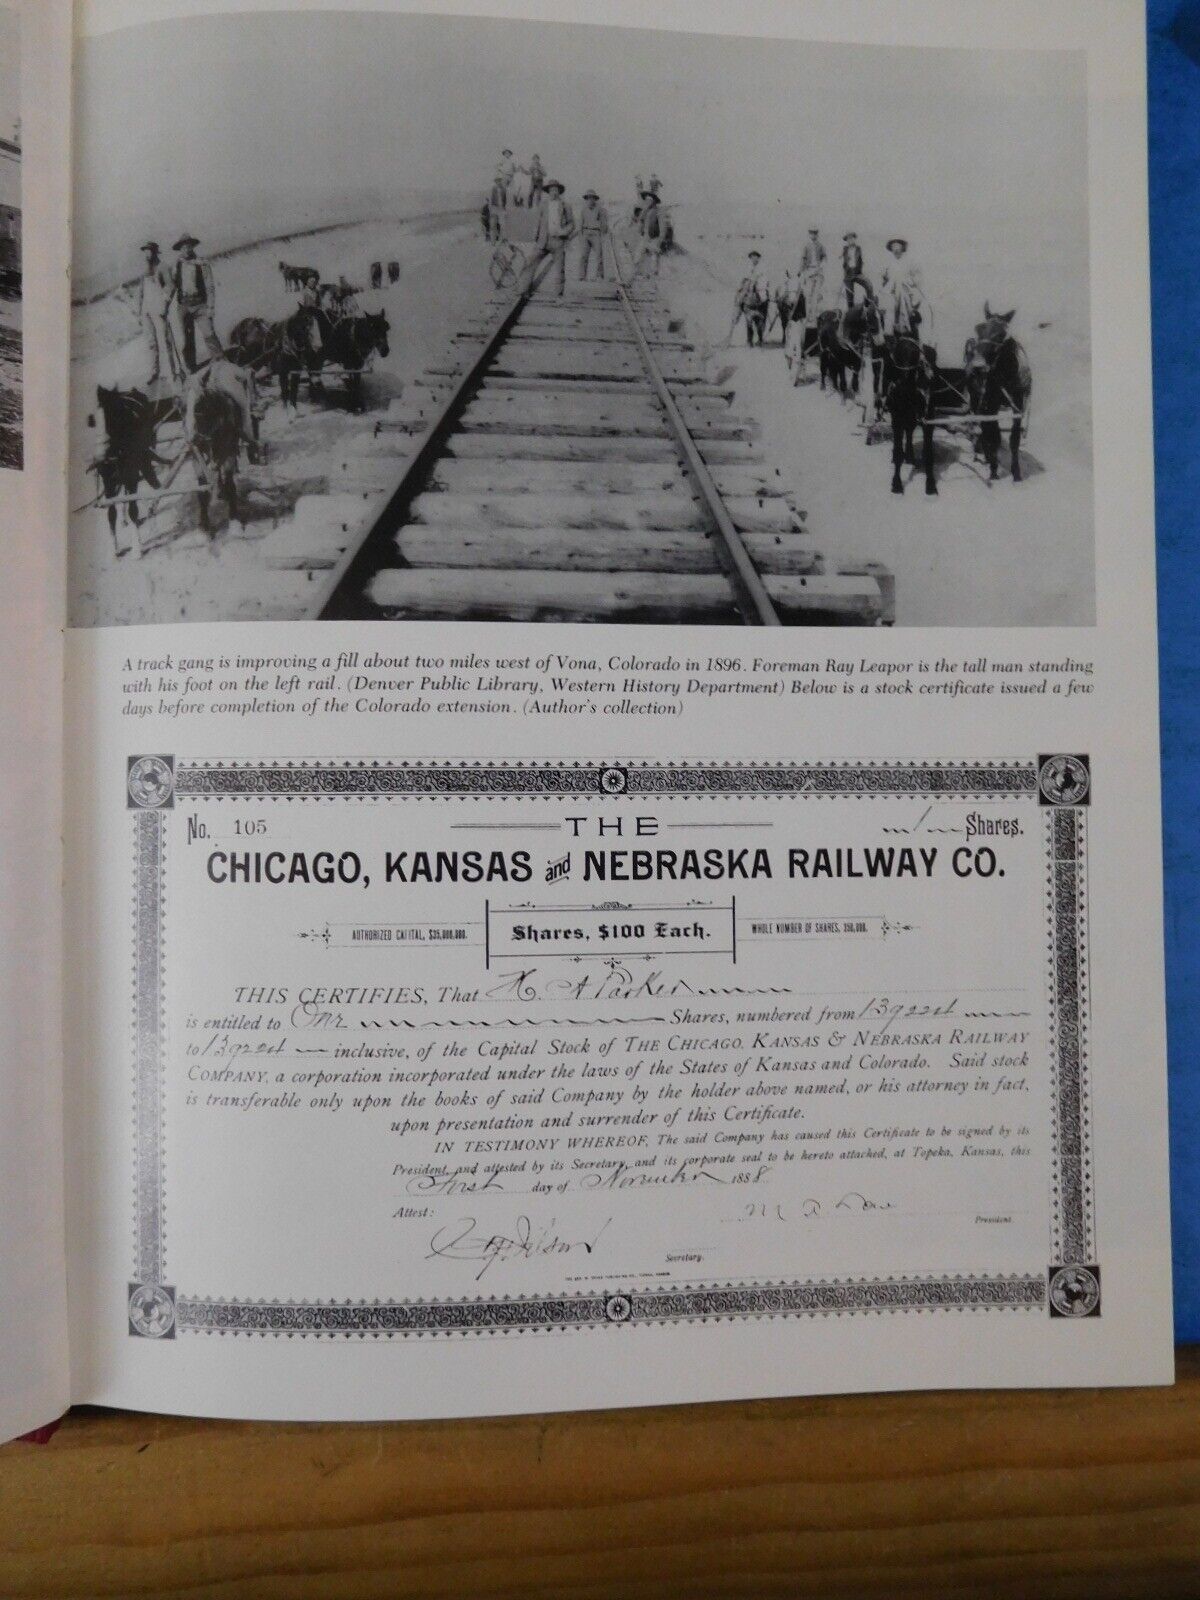 A track gang is improving a fill about two miles west of Vona, Colorado in 1896. Foreman Ray Leapor is the tall man standing
with his foot on the left rail. (Denver Public Library, Western History Department) Below is a stock certificate issued a few
days before completion of the Colorado extension. (Author's collection)
No. 105 THE 1 Shares.
CHICAGO, KANSAS and NEBRASKA RAILWAY CO.
AUTHORIZED CAPITAL, $35,000,000. Shares, $100 Each. WHOLE NUMBER OF SHARES, 350,000.
THIS CERTIFIES, That H. A Parker
is entitled to One Shares, numbered from
to inclusive, of the Capital Stock of THE CHICAGO, KANSAS & NEBRASKA RAILWAY
COMPANY, a corporation incorporated under the laws of the States of Kansas and Colorado. Said stock
is transferable only upon the books of said Company by the holder above named, or his attorney in fact,
upon presentation and surrender of this Certificate.
IN TESTIMONY WHEREOF, The said Company has caused this Certificate to be signed by its
President, and attested by its Secretary, and its corporate seal to be hereto attached, at Topeka, Kansas, this
First day of November 1888
Attest: President.
Secretary.